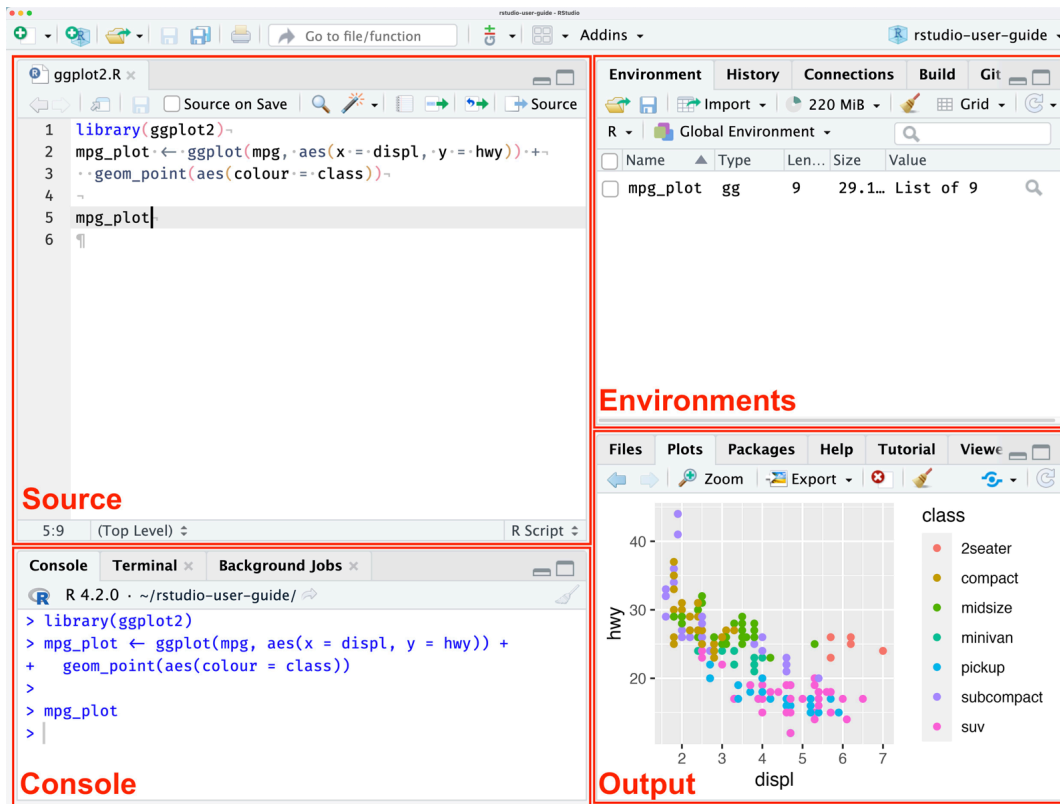 rstudio-user-guide - RStudio
Go to file/function
Addins
rstudio-user-guide
ggplot2.R
Source on Save
Source
1 library(ggplot2)
2 mpg_plot <- ggplot(mpg, aes(x = displ, y = hwy)) +
3 geom_point(aes(colour = class))
4
5 mpg_plot
6
Source
5:9 (Top Level) R Script
Console Terminal Background Jobs
R 4.2.0 · ~/rstudio-user-guide/
> library(ggplot2)
> mpg_plot <- ggplot(mpg, aes(x = displ, y = hwy)) +
+ geom_point(aes(colour = class))
>
> mpg_plot
>
Console
Environment History Connections Build Git
Import 220 MiB Grid
R Global Environment
Name Type Len... Size Value
mpg_plot gg 9 29.1... List of 9
Environments
Files Plots Packages Help Tutorial Viewe
Zoom Export
class
2seater
compact
midsize
minivan
pickup
subcompact
suv
40
30
20
hwy
2 3 4 5 6 7
displ
Output